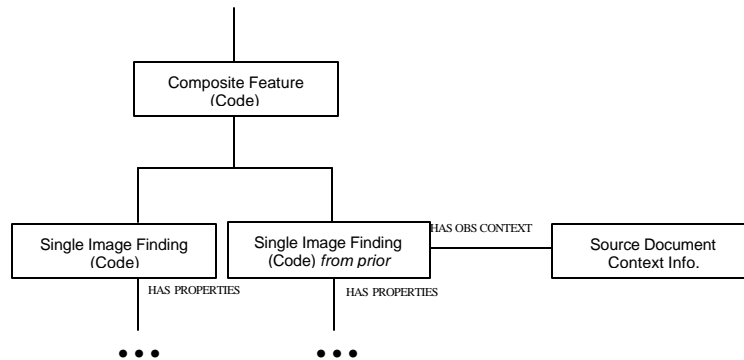 Composite Feature
(Code)
Single Image Finding
(Code)
Single Image Finding
(Code) from prior
HAS OBS CONTEXT
Source Document
Context Info.
HAS PROPERTIES
HAS PROPERTIES